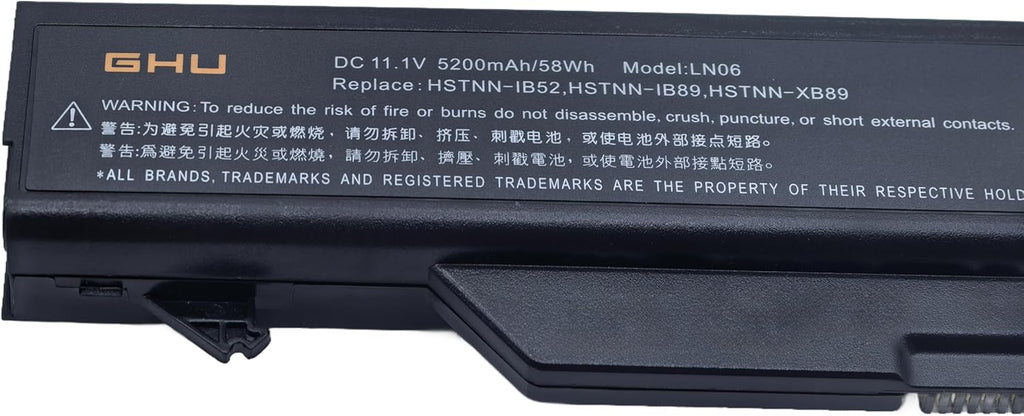 GHU
DC 11.1V 5200mAh/58Wh Model:LN06
Replace:HSTNN-IB52,HSTNN-IB89,HSTNN-XB89
WARNING:To reduce the risk of fire or burns do not disassemble, crush, puncture, or short external contacts.
警告:为避免引起火灾或燃烧，请勿拆卸、挤压、刺戳电池，或使电池外部接点短路。
警告:爲避免引起火災或燃燒，請勿拆卸、擠壓、刺戳電池，或使電池外部接點短路。
*ALL BRANDS, TRADEMARKS AND REGISTERED TRADEMARKS ARE THE PROPERTY OF THEIR RESPECTIVE HOLD